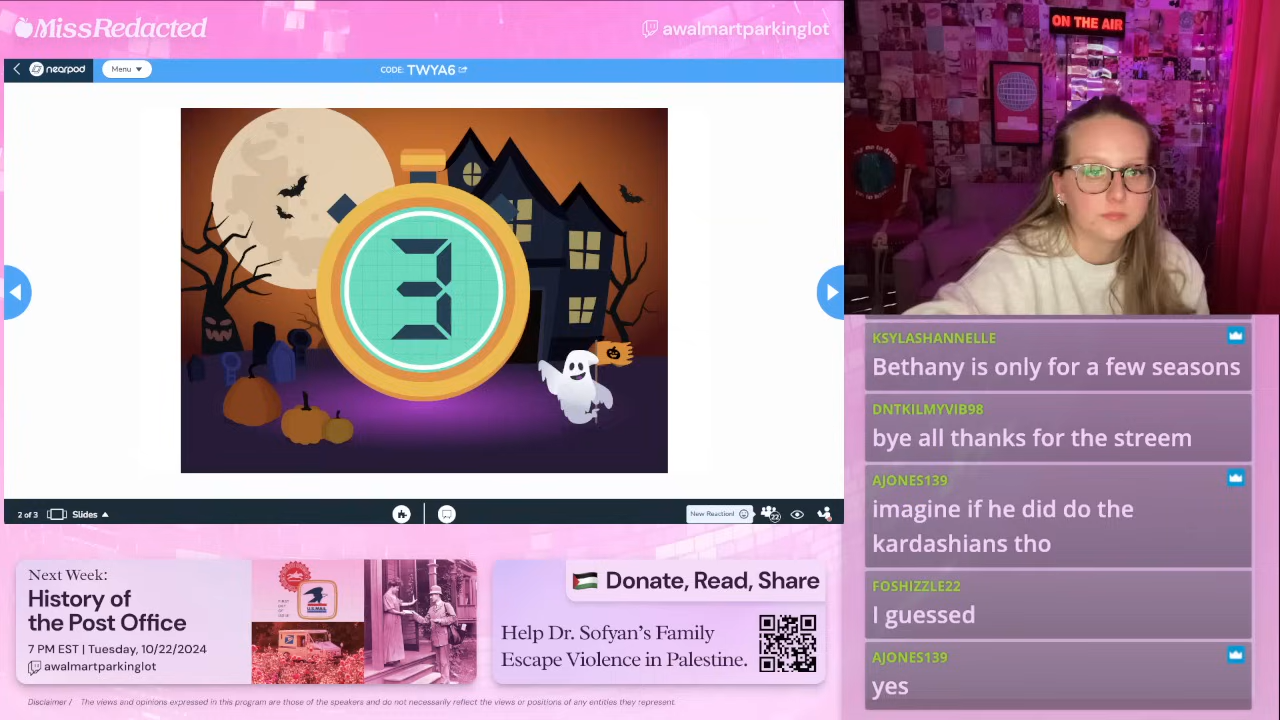 MissRedacted
awalmartparkinglot
ON THE AIR
nearpod
Menu
CODE: TWYA6
3
2 of 3
Slides
New Reaction!
22
KSYLASHANNELLE
Bethany is only for a few seasons
DNTKILMYVIB98
bye all thanks for the streem
AJONES139
imagine if he did do the
kardashians tho
FOSHIZZLE22
I guessed
AJONES139
yes
Next Week:
History of
the Post Office
7 PM EST | Tuesday, 10/22/2024
awalmartparkinglot
U.S. MAIL
Donate, Read, Share
Help Dr. Sofyan's Family
Escape Violence in Palestine.
Disclaimer / The views and opinions expressed in this program are those of the speakers and do not necessarily reflect the views or positions of any entities they represent.